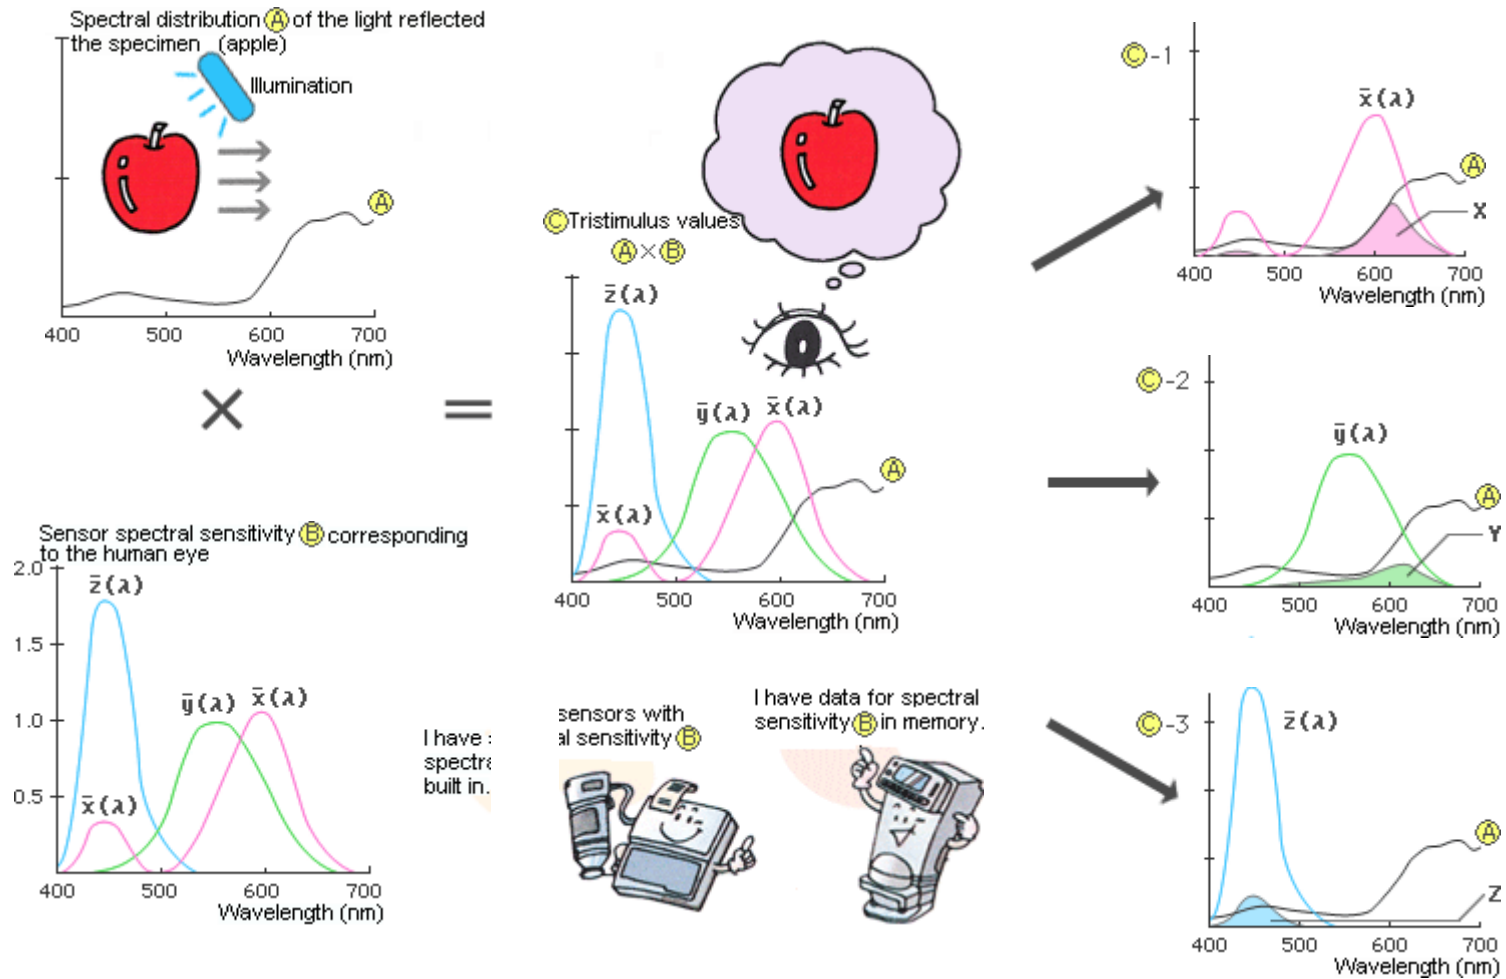 Spectral distribution A of the light reflected
the specimen (apple)
Illumination
A
400 500 600 700
Wavelength (nm)
×
=
Sensor spectral sensitivity B corresponding
to the human eye
2.0
1.5
1.0
0.5
z̄(λ)
ȳ(λ)
x̄(λ)
x̄(λ)
400 500 600 700
Wavelength (nm)
C Tristimulus values
A × B
z̄(λ)
ȳ(λ)
x̄(λ)
x̄(λ)
A
400 500 600 700
Wavelength (nm)
I have
spectra
built in.
sensors with
al sensitivity B
I have data for spectral
sensitivity B in memory.
C-1
x̄(λ)
A
X
400 500 600 700
Wavelength (nm)
C-2
ȳ(λ)
A
Y
400 500 600 700
Wavelength (nm)
C-3
z̄(λ)
A
Z
400 500 600 700
Wavelength (nm)